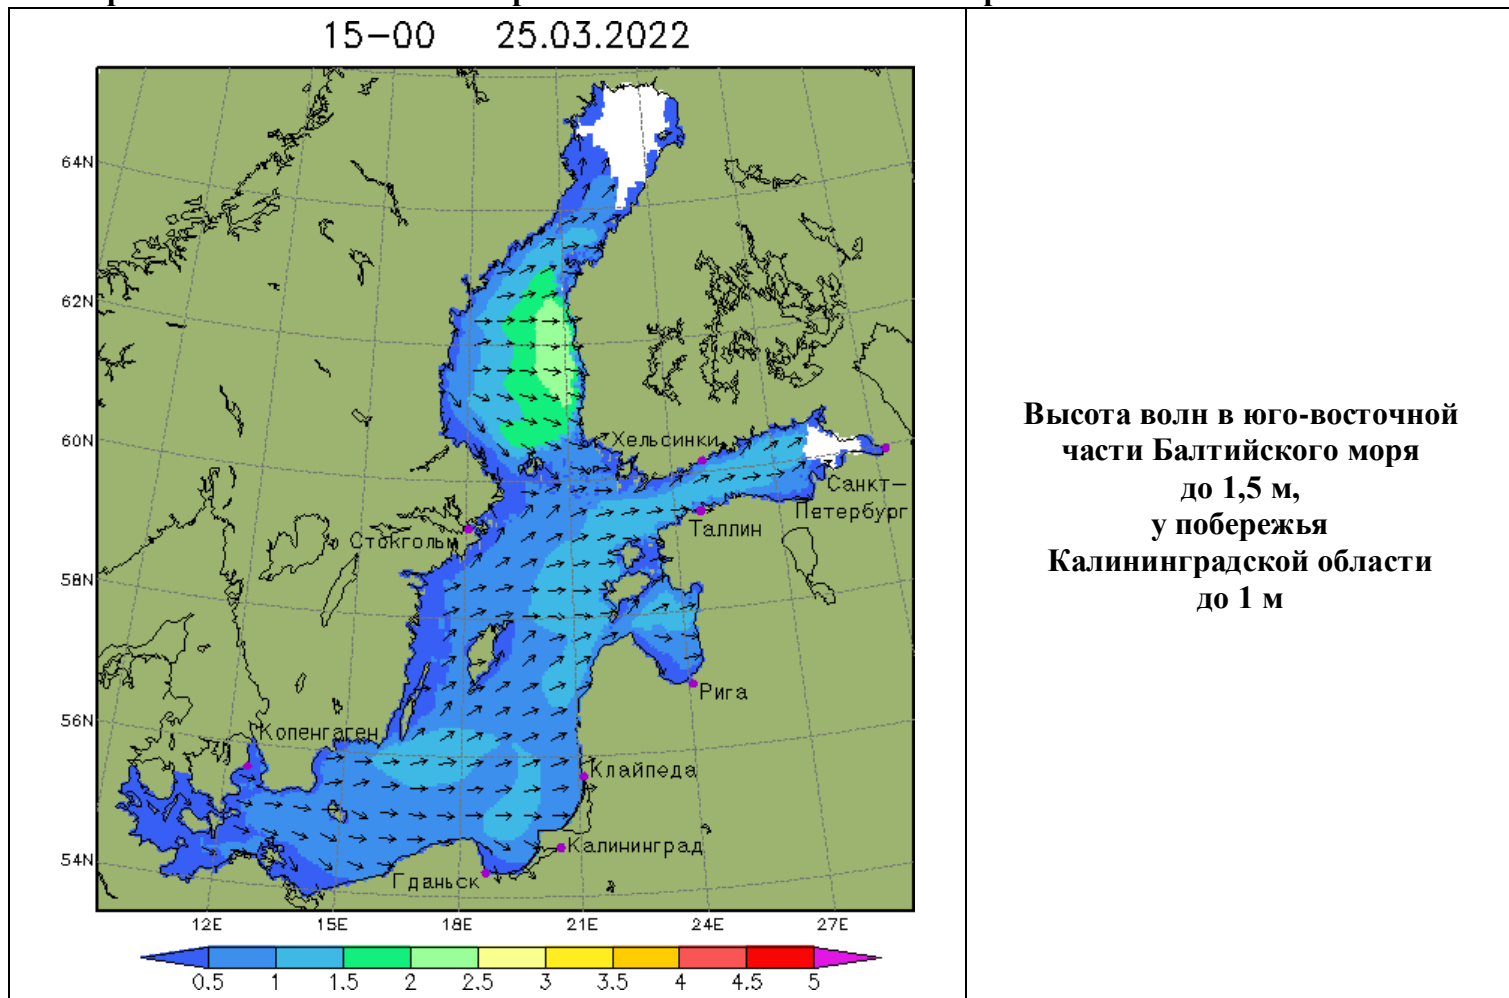 15-00 25.03.2022
64N
62N
60N
58N
56N
54N
Хельсинки
Санкт-
Петербург
Таллин
Стокгольм
Рига
Копенгаген
Клайпеда
Калининград
Гданьск
12E 15E 18E 21E 24E 27E
0.5 1 1.5 2 2.5 3 3.5 4 4.5 5
Высота волн в юго-восточной
части Балтийского моря
до 1,5 м,
у побережья
Калининградской области
до 1 м